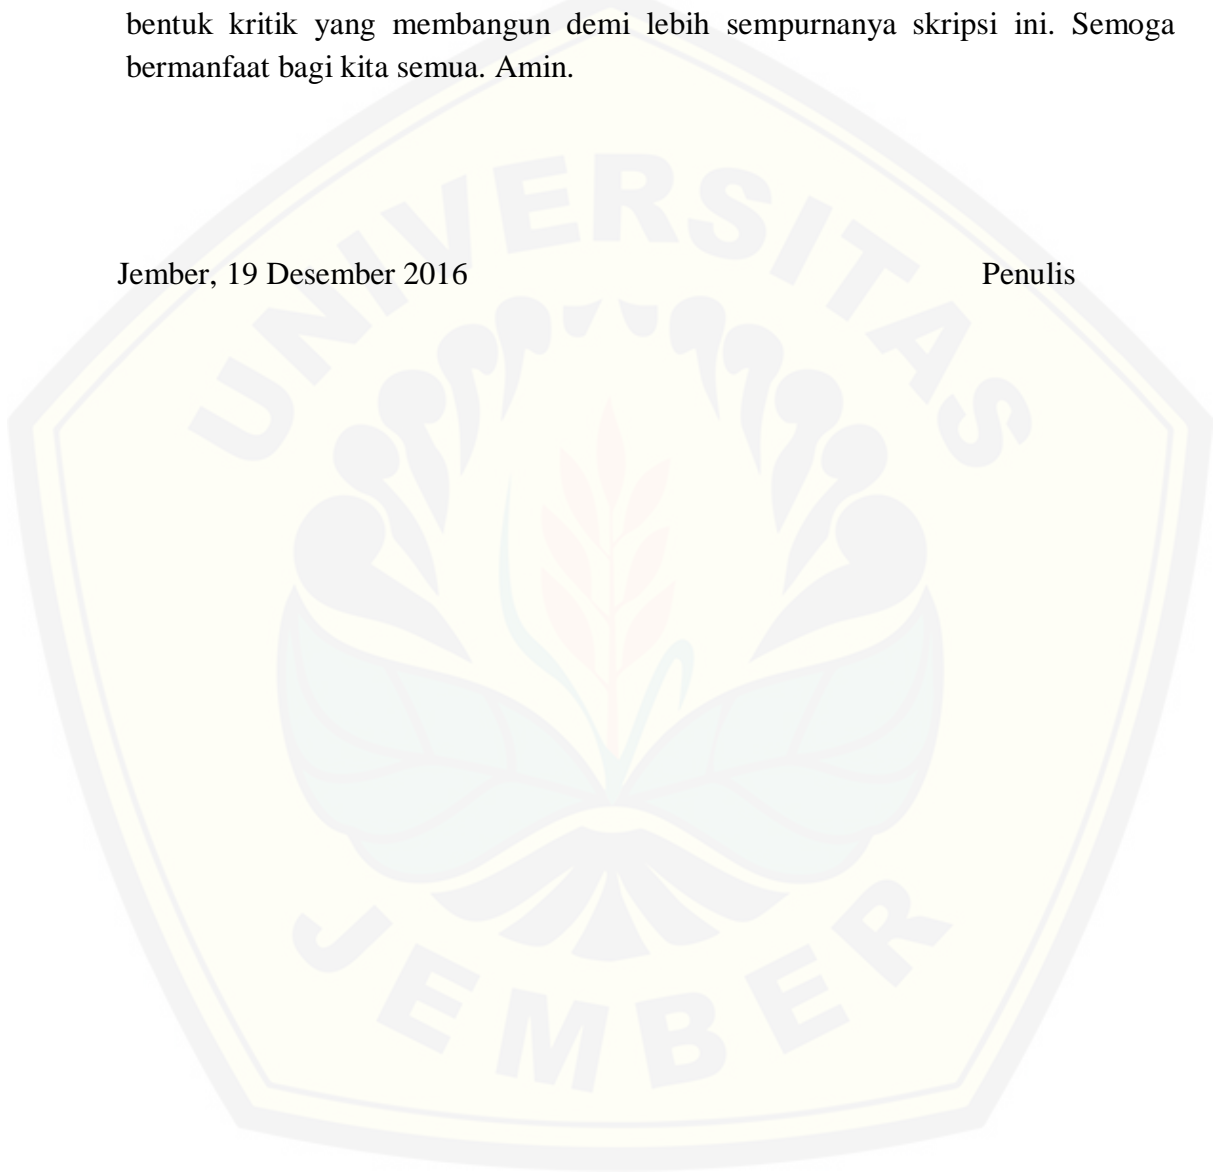 bentuk kritik yang membangun demi lebih sempurnanya skripsi ini. Semoga
bermanfaat bagi kita semua. Amin.
UNIVERSITAS
Jember, 19 Desember 2016 Penulis
JEMBER